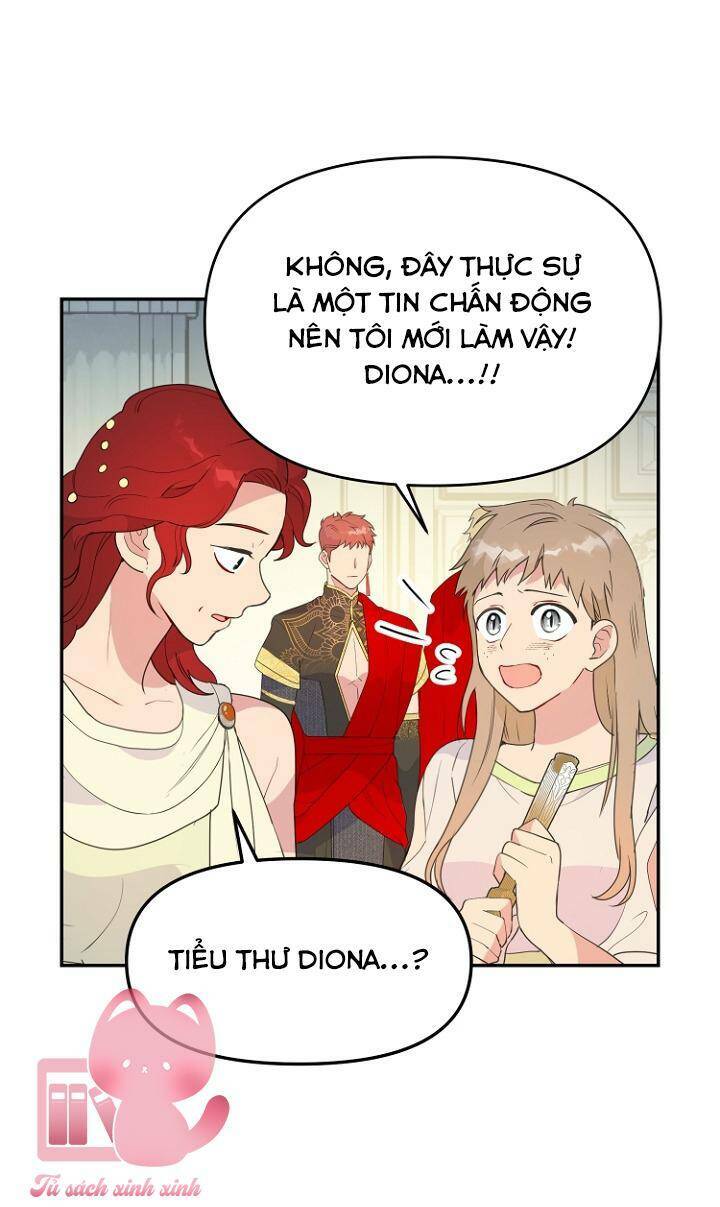 KHÔNG, ĐÂY THỰC SỰ
LÀ MỘT TIN CHẤN ĐỘNG
NÊN TÔI MỚI LÀM VẬY!
DIONA...!!
TIỂU THƯ DIONA...?
Tủ sách xinh xinh